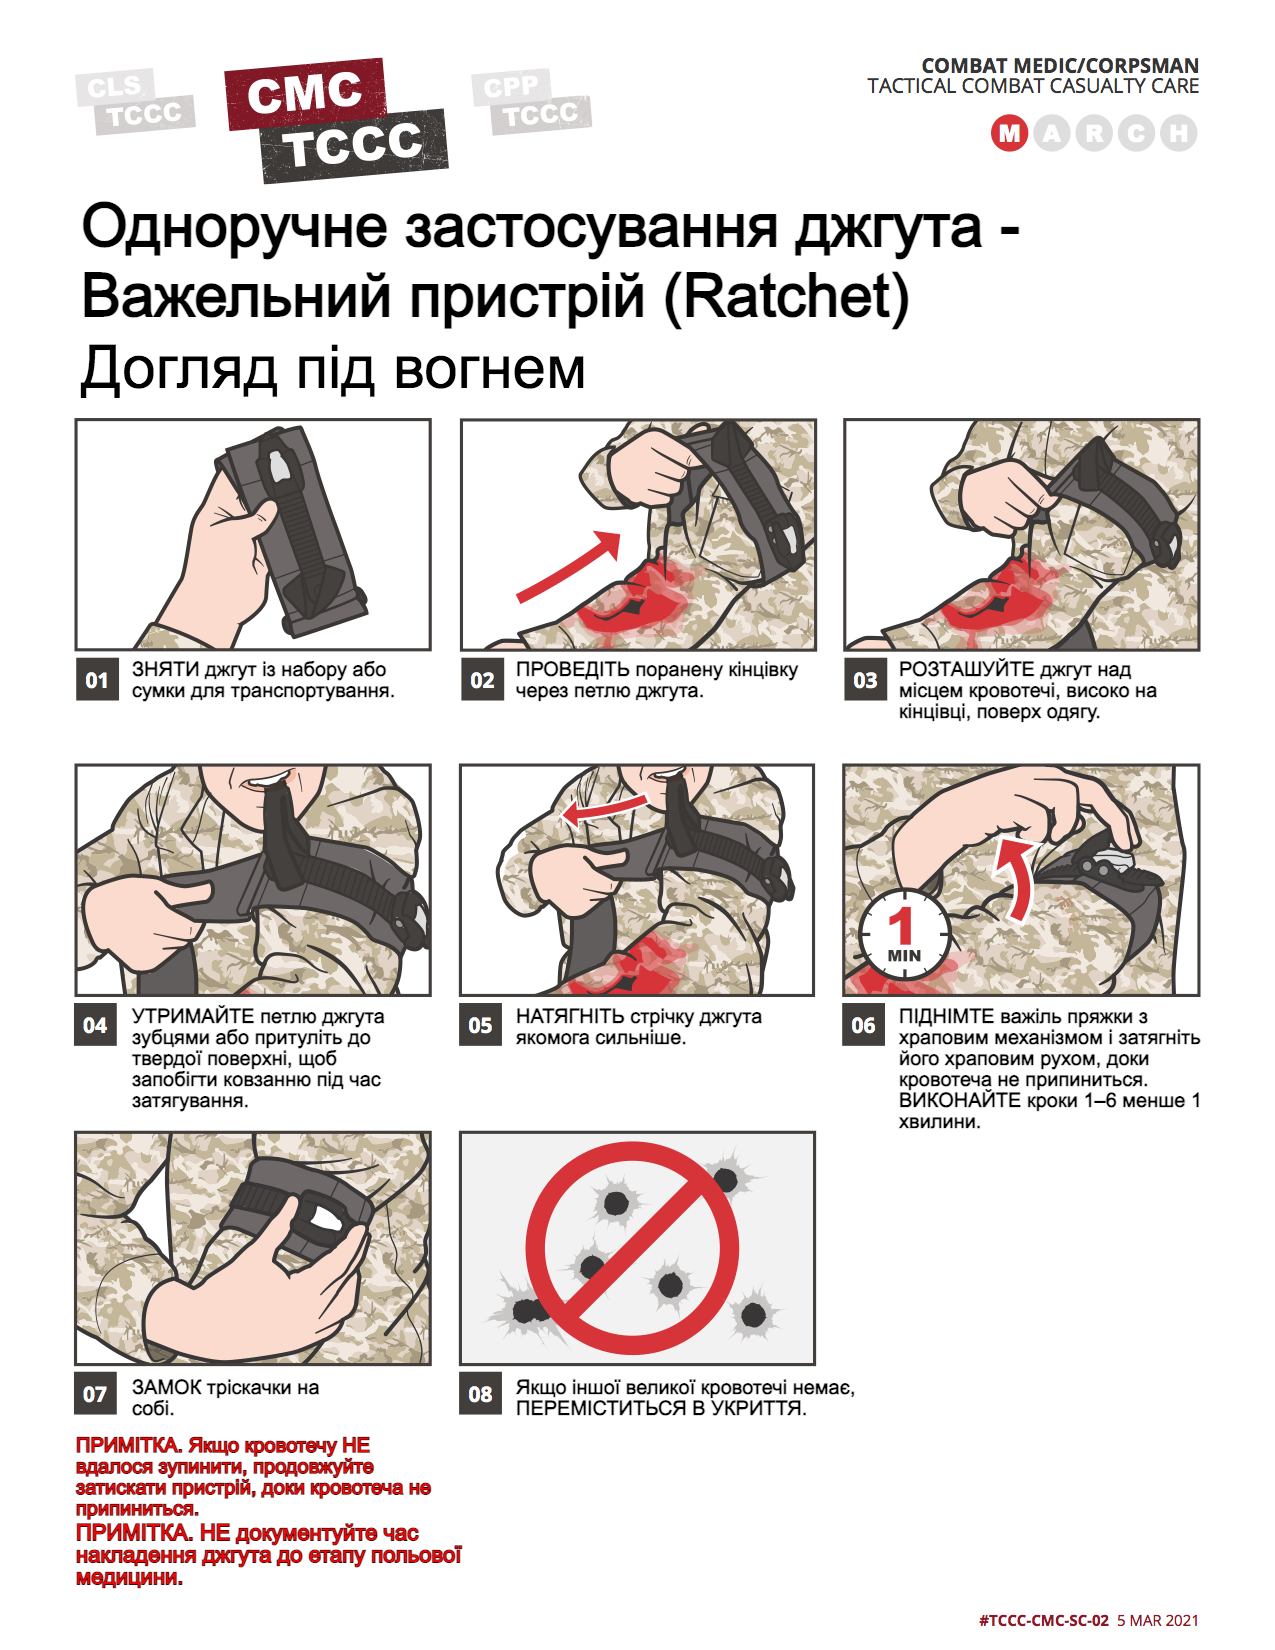 CLS
TCCC
CMC
TCCC
CPP
TCCC
COMBAT MEDIC/CORPSMAN
TACTICAL COMBAT CASUALTY CARE
M A R C H
Одноручне застосування джгута -
Важельний пристрій (Ratchet)
Догляд під вогнем
01
ЗНЯТИ джгут із набору або
сумки для транспортування.
02
ПРОВЕДІТЬ поранену кінцівку
через петлю джгута.
03
РОЗТАШУЙТЕ джгут над
місцем кровотечі, високо на
кінцівці, поверх одягу.
04
УТРИМАЙТЕ петлю джгута
зубцями або притуліть до
твердої поверхні, щоб
запобігти ковзанню під час
затягування.
05
НАТЯГНІТЬ стрічку джгута
якомога сильніше.
1
MIN
06
ПІДНІМТЕ важіль пряжки з
храповим механізмом і затягніть
його храповим рухом, доки
кровотеча не припиниться.
ВИКОНАЙТЕ кроки 1–6 менше 1
хвилини.
07
ЗАМОК тріскачки на
собі.
08
Якщо іншої великої кровотечі немає,
ПЕРЕМІСТИТЬСЯ В УКРИТТЯ.
ПРИМІТКА. Якщо кровотечу НЕ
вдалося зупинити, продовжуйте
затискати пристрій, доки кровотеча не
припиниться.
ПРИМІТКА. НЕ документуйте час
накладення джгута до етапу польової
медицини.
#TCCC-CMC-SC-02 5 MAR 2021